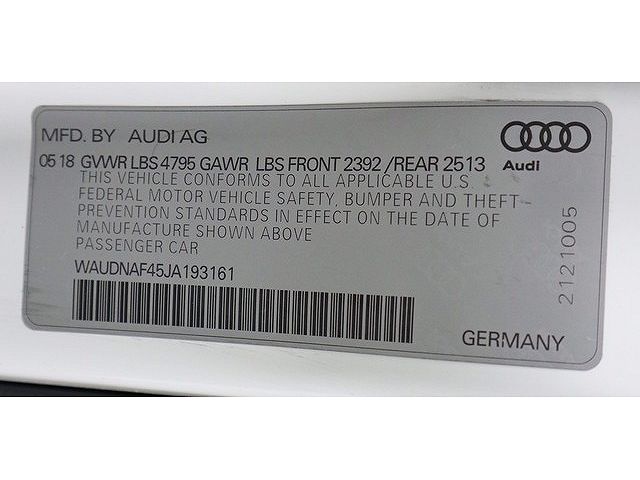 MFD. BY AUDI AG
05 18 GVWR LBS 4795 GAWR LBS FRONT 2392 /REAR 2513
Audi
THIS VEHICLE CONFORMS TO ALL APPLICABLE U.S.
FEDERAL MOTOR VEHICLE SAFETY, BUMPER AND THEFT-
PREVENTION STANDARDS IN EFFECT ON THE DATE OF
MANUFACTURE SHOWN ABOVE
PASSENGER CAR
WAUDNAF45JA193161
2121005
GERMANY